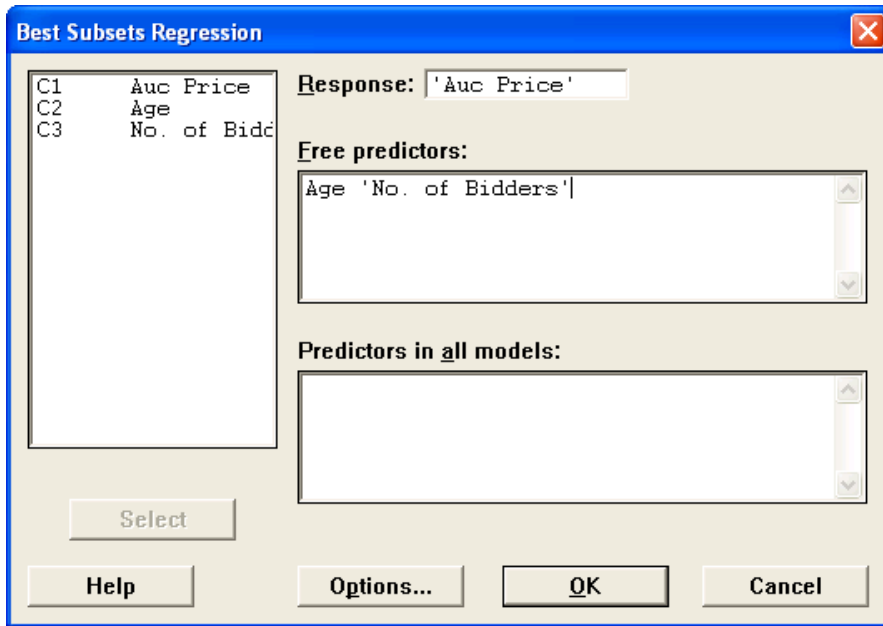 Best Subsets Regression
C1 Auc Price
C2 Age
C3 No. of Bidd
Response: 'Auc Price'
Free predictors:
Age 'No. of Bidders'
Predictors in all models:
Select
Help Options... OK Cancel